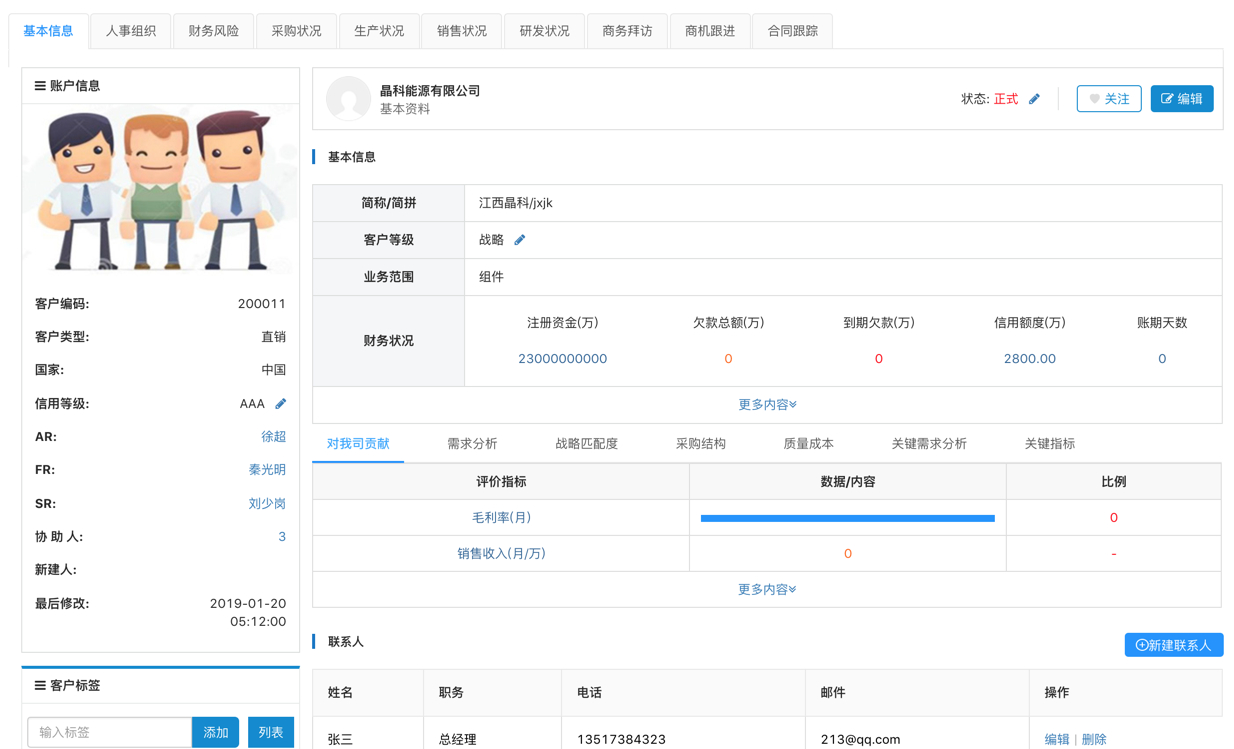 基本信息 人事组织 财务风险 采购状况 生产状况 销售状况 研发状况 商务拜访 商机跟进 合同跟踪
账户信息
客户编码: 200011
客户类型: 直销
国家: 中国
信用等级: AAA
AR: 徐超
FR: 秦光明
SR: 刘少岗
协 助 人: 3
新建人:
最后修改: 2019-01-20
05:12:00
客户标签
输入标签 添加 列表
晶科能源有限公司
基本资料
状态: 正式 关注 编辑
基本信息
简称/简拼 江西晶科/jxjk
客户等级 战略
业务范围 组件
财务状况
注册资金(万) 欠款总额(万) 到期欠款(万) 信用额度(万) 账期天数
23000000000 0 0 2800.00 0
更多内容
对我司贡献 需求分析 战略匹配度 采购结构 质量成本 关键需求分析 关键指标
评价指标 数据/内容 比例
毛利率(月) 0
销售收入(月/万) 0 -
更多内容
联系人 新建联系人
姓名 职务 电话 邮件 操作
张三 总经理 13517384323 213@qq.com 编辑 | 删除